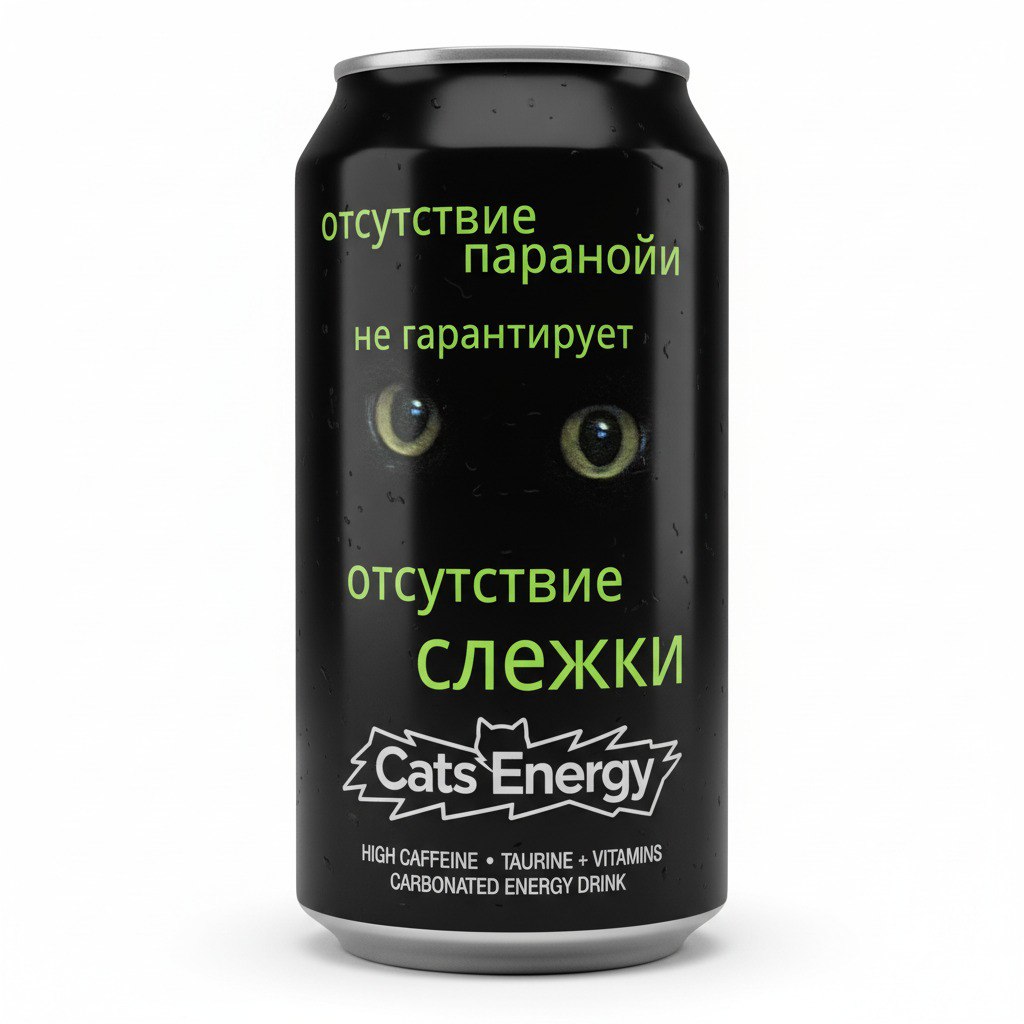 отсутствие
паранойи
не гарантирует
отсутствие
слежки
Cats Energy
HIGH CAFFEINE • TAURINE + VITAMINS
CARBONATED ENERGY DRINK